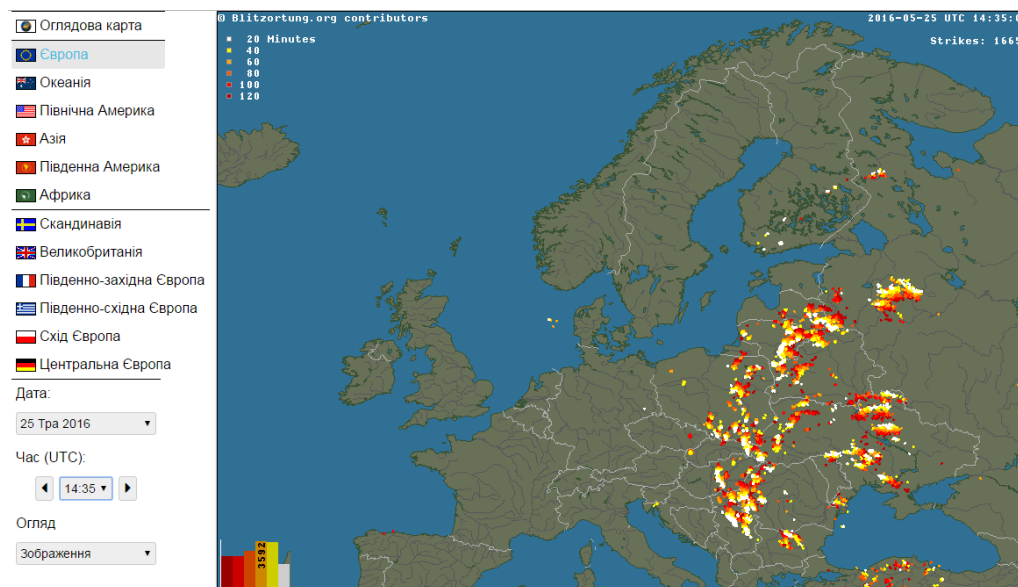 Оглядова карта
Європа
Океанія
Північна Америка
Азія
Південна Америка
Африка
Скандинавія
Великобританія
Південно-західна Європа
Південно-східна Європа
Схід Європа
Центральна Європа
Дата:
25 Тра 2016
Час (UTC):
14:35
Огляд
Зображення
© Blitzortung.org contributors
2016-05-25 UTC 14:35:0
Strikes: 1665
20 Minutes
40
60
80
100
120
3592